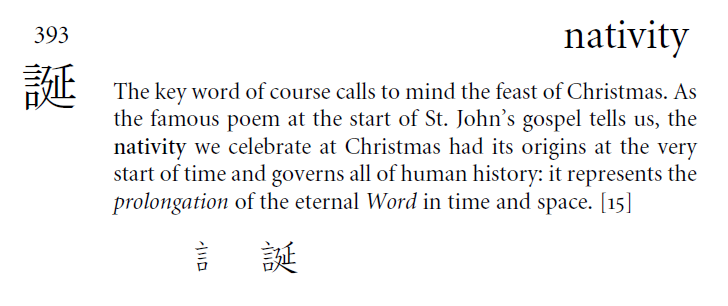 393
nativity
誕
The key word of course calls to mind the feast of Christmas. As
the famous poem at the start of St. John’s gospel tells us, the
nativity we celebrate at Christmas had its origins at the very
start of time and governs all of human history: it represents the
prolongation of the eternal Word in time and space. [15]
訁 誕